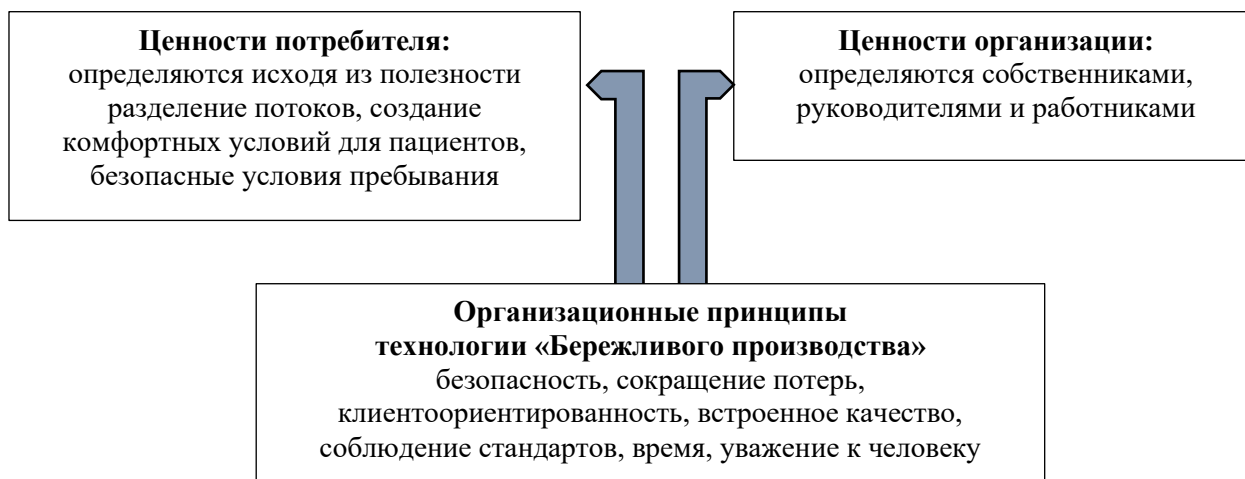 Ценности потребителя:
определяются исходя из полезности
разделение потоков, создание
комфортных условий для пациентов,
безопасные условия пребывания
Ценности организации:
определяются собственниками,
руководителями и работниками
Организационные принципы
технологии «Бережливого производства»
безопасность, сокращение потерь,
клиентоориентированность, встроенное качество,
соблюдение стандартов, время, уважение к человеку